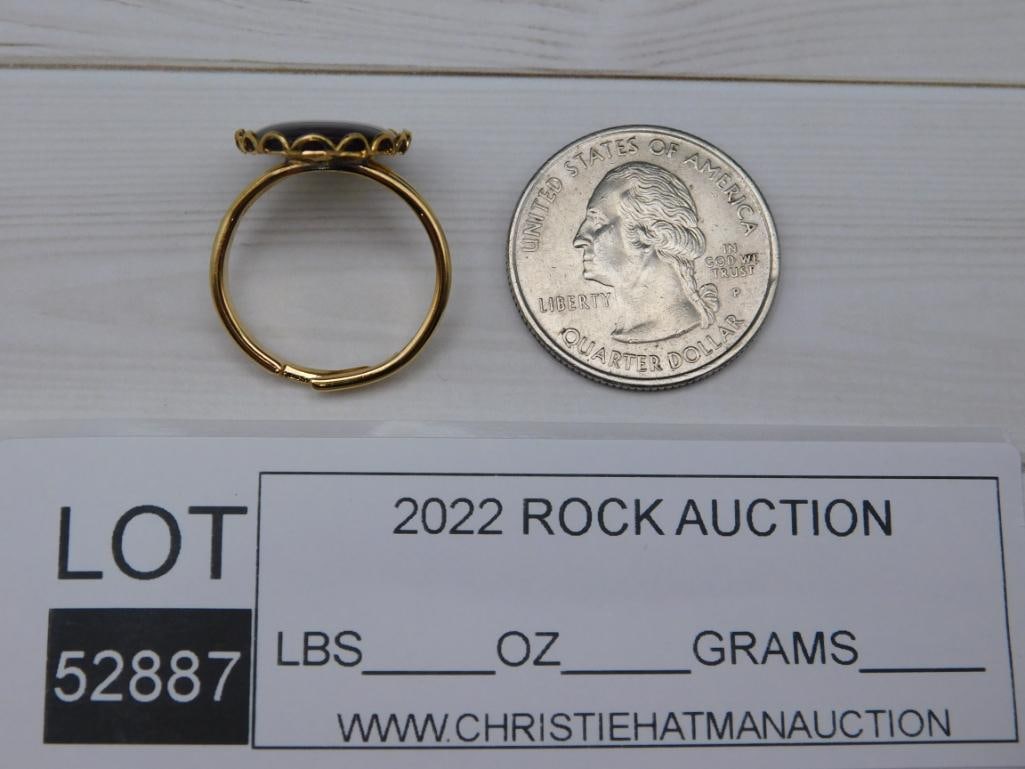 UNITED STATES OF AMERICA
IN
GOD WE
TRUST
P
LIBERTY
QUARTER DOLLAR
LOT
52887
2022 ROCK AUCTION
LBS_____OZ_____GRAMS_____
WWW.CHRISTIEHATMANAUCTION